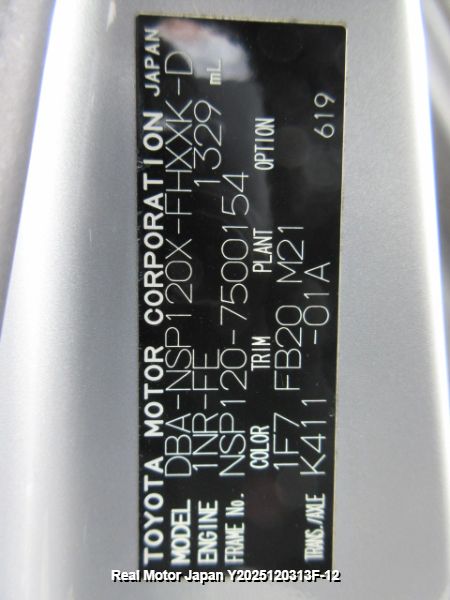 TOYOTA MOTOR CORPORATION JAPAN
MODEL DBA-NSP120X-FHXXK-D
ENGINE 1NR-FE 1329 mL
FRAME No. NSP120-7500154
COLOR TRIM PLANT OPTION
1F7 FB20 M21
TRANS./AXLE K411 -01A 619
Real Motor Japan Y2025120313F-12